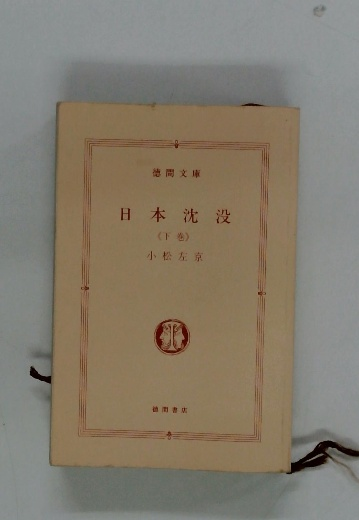 徳間文庫
日本沈没
《下巻》
小松左京
徳間書店